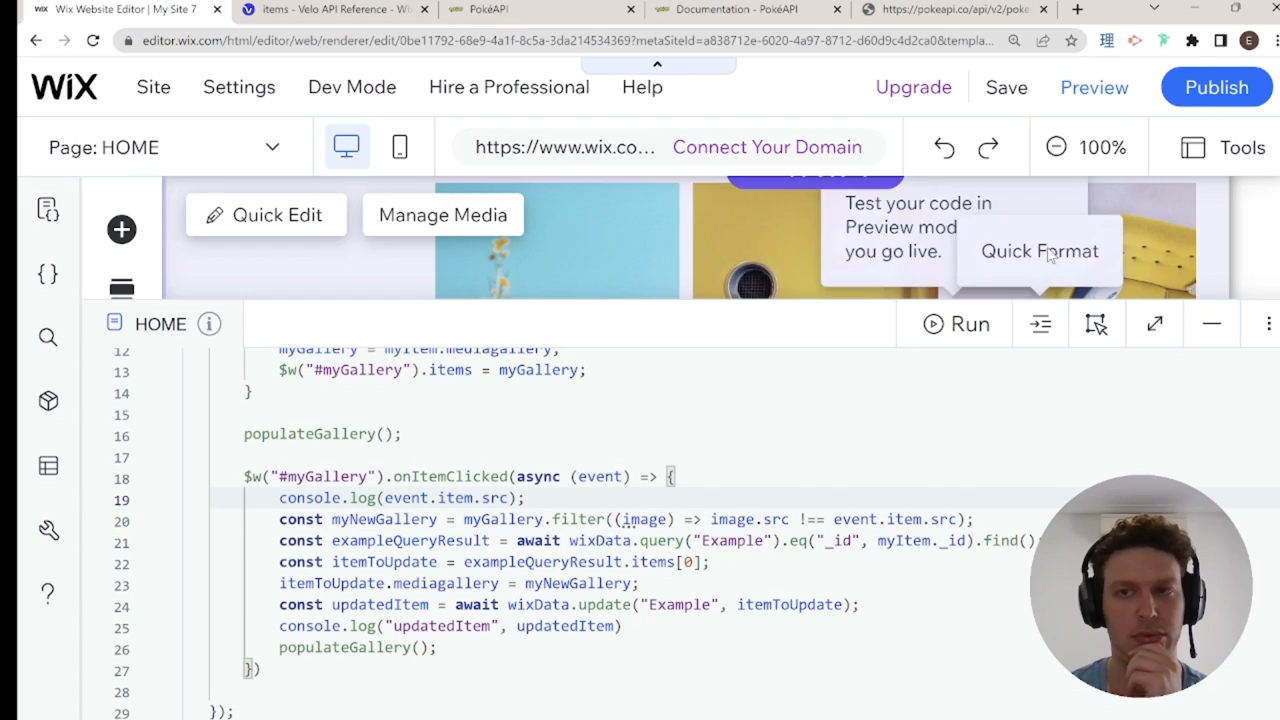 Wix Website Editor | My Site 7
items - Velo API Reference - Wi
PokéAPI
Documentation - PokéAPI
https://pokeapi.co/api/v2/poke
editor.wix.com/html/editor/web/renderer/edit/0be11792-68e9-4a1f-8c5a-3da214534369?metaSiteId=a838712e-6020-4a97-8712-d60d9c4d2ca0&templa...
理
E
WiX
Site
Settings
Dev Mode
Hire a Professional
Help
Upgrade
Save
Preview
Publish
Page: HOME
https://www.wix.co...
Connect Your Domain
100%
Tools
Quick Edit
Manage Media
Test your code in
Preview mod
you go live.
Quick Format
HOME
Run
12 myGallery = myItem.mediagallery;
13 $w("#myGallery").items = myGallery;
14 }
15
16 populateGallery();
17
18 $w("#myGallery").onItemClicked(async (event) => {
19 console.log(event.item.src);
20 const myNewGallery = myGallery.filter((image) => image.src !== event.item.src);
21 const exampleQueryResult = await wixData.query("Example").eq("_id", myItem._id).find();
22 const itemToUpdate = exampleQueryResult.items[0];
23 itemToUpdate.mediagallery = myNewGallery;
24 const updatedItem = await wixData.update("Example", itemToUpdate);
25 console.log("updatedItem", updatedItem)
26 populateGallery();
27 })
28
29 });